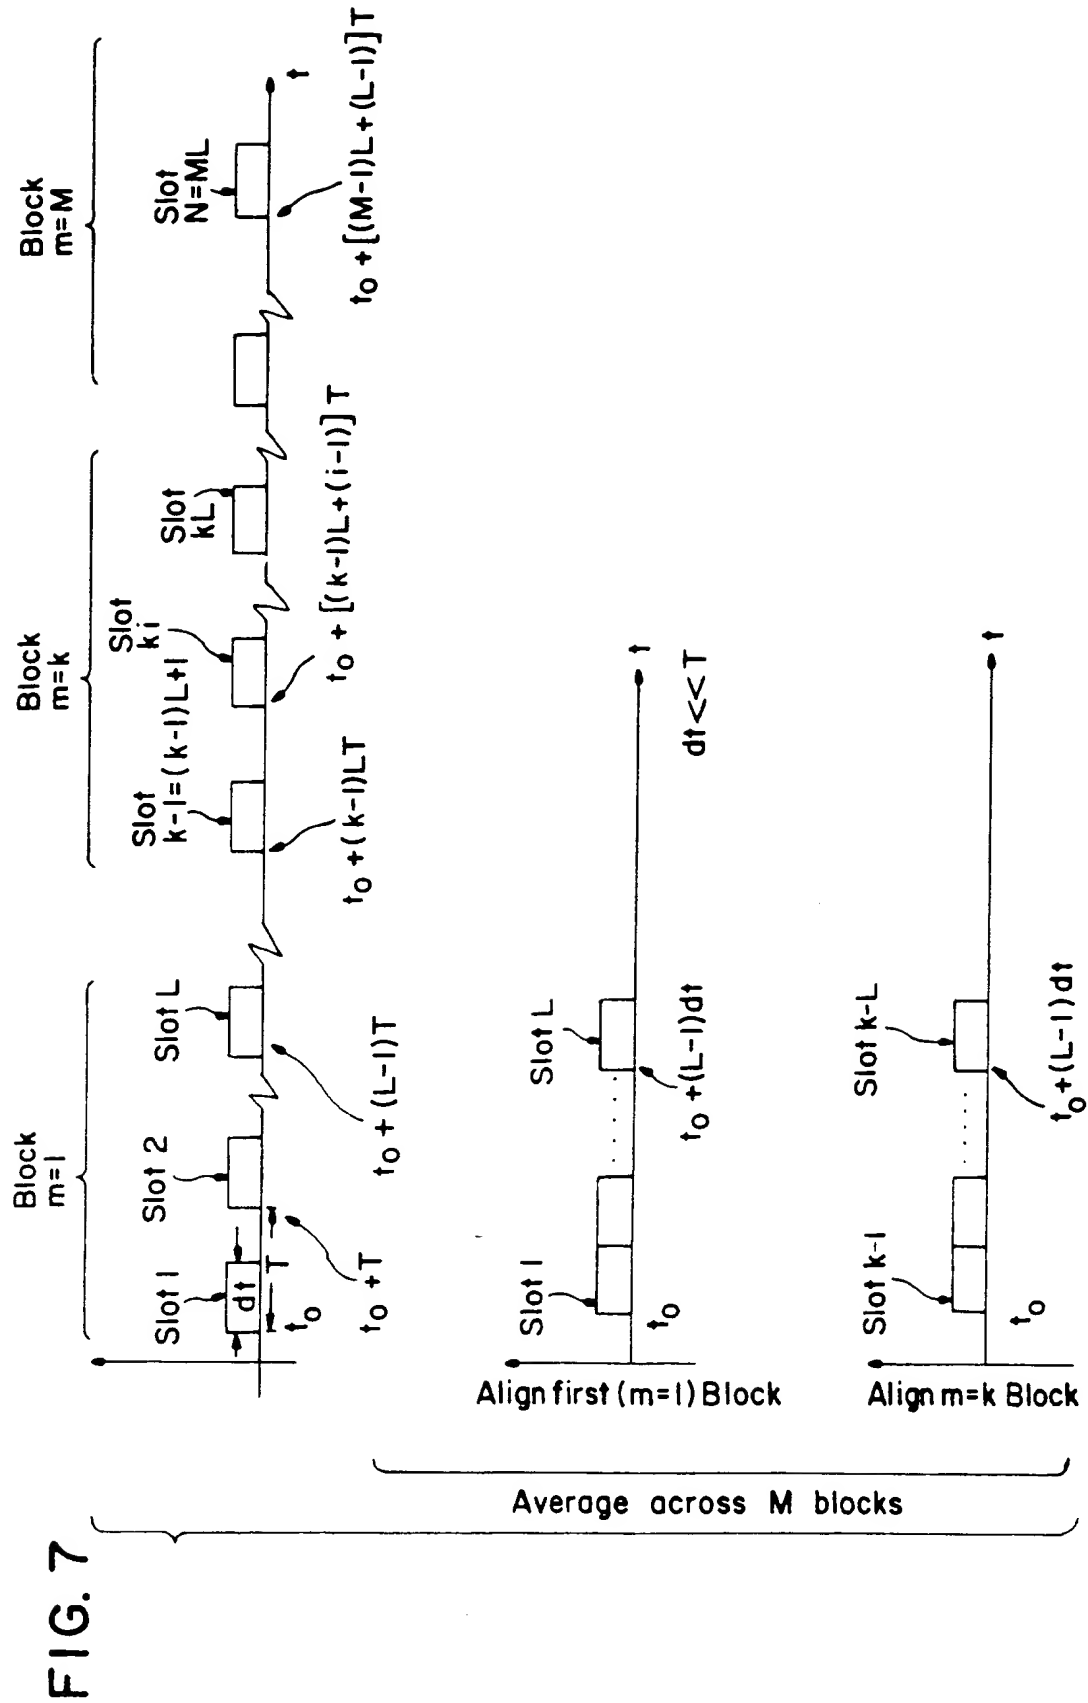 FIG. 7
Block
m=1
Block
m=k
Block
m=M
Slot 1
Slot 2
Slot L
Slot
k-1=(k-1)L+1
Slot
ki
Slot
kL
Slot
N=ML
dt
T
t
t₀
t₀+T
t₀+(L-1)T
t₀+(k-1)LT
t₀+[(k-1)L+(i-1)]T
t₀+[(M-1)L+(L-1)]T
Slot 1
Slot L
. . . . .
t
t₀
t₀+(L-1)dt
dt<<T
Align first (m=1) Block
Slot k-1
Slot k-L
. . . . .
t
t₀
t₀+(L-1)dt
Align m=k Block
Average across M blocks